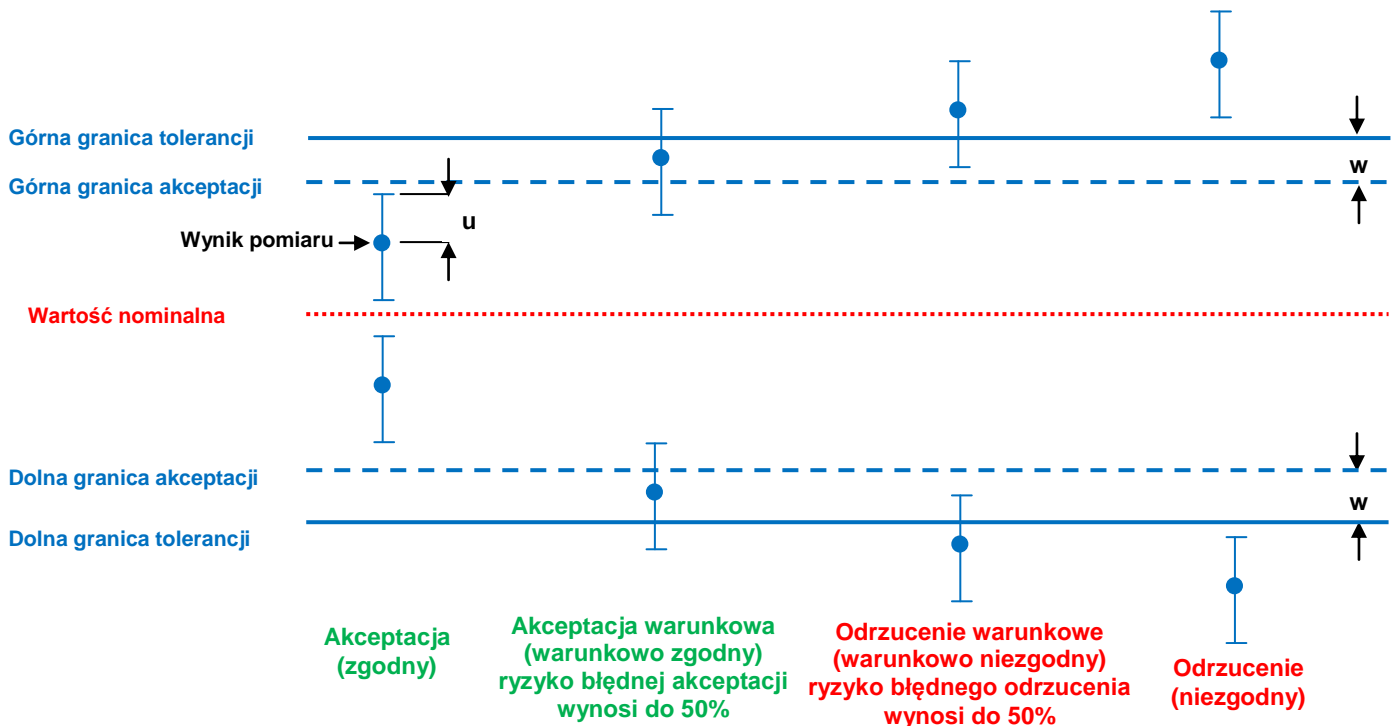 Górna granica tolerancji
Górna granica akceptacji
w
u
Wynik pomiaru
Wartość nominalna
Dolna granica akceptacji
w
Dolna granica tolerancji
Akceptacja
(zgodny)
Akceptacja warunkowa
(warunkowo zgodny)
ryzyko błędnej akceptacji
wynosi do 50%
Odrzucenie warunkowe
(warunkowo niezgodny)
ryzyko błędnego odrzucenia
wynosi do 50%
Odrzucenie
(niezgodny)